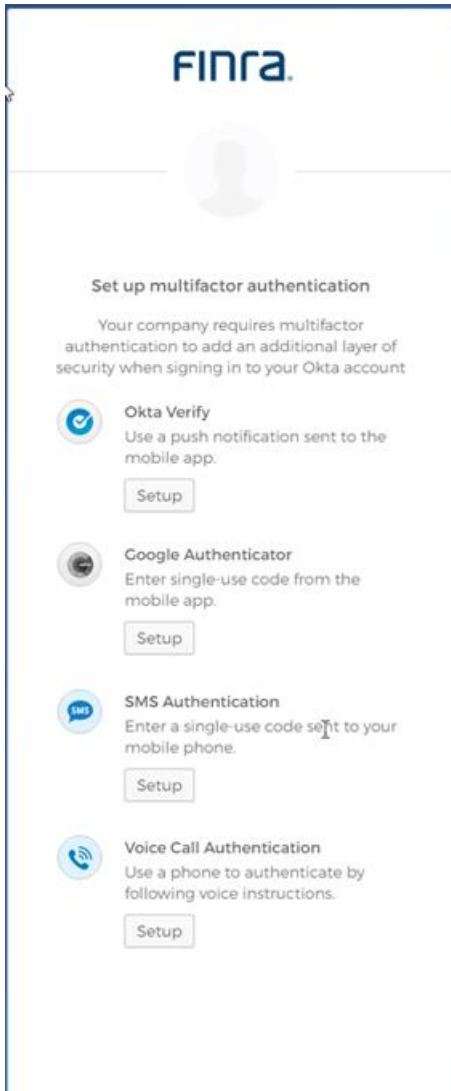 FINRA.
Set up multifactor authentication
Your company requires multifactor
authentication to add an additional layer of
security when signing in to your Okta account
Okta Verify
Use a push notification sent to the
mobile app.
Setup
Google Authenticator
Enter single-use code from the
mobile app.
Setup
SMS
SMS Authentication
Enter a single-use code sent to your
mobile phone.
Setup
Voice Call Authentication
Use a phone to authenticate by
following voice instructions.
Setup